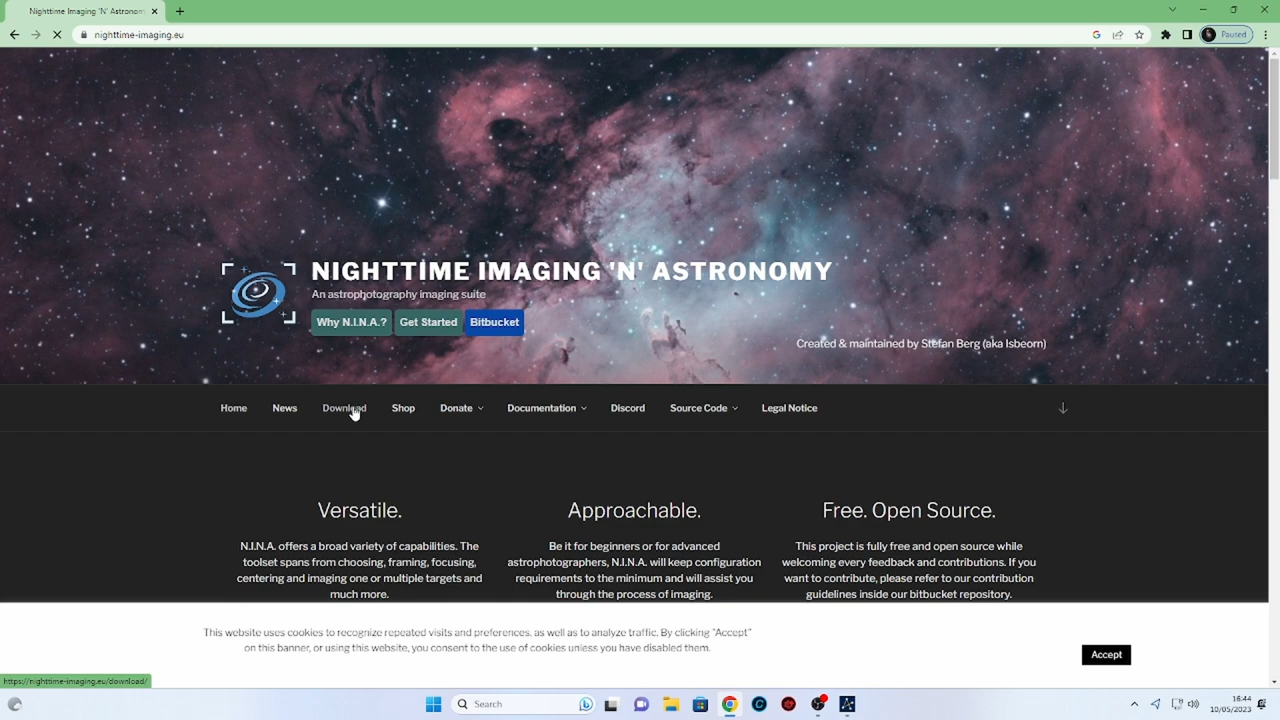 Nighttime Imaging 'N' Astronom
nighttime-imaging.eu
Paused
NIGHTTIME IMAGING 'N' ASTRONOMY
An astrophotography imaging suite
Why N.I.N.A.? Get Started Bitbucket
Created & maintained by Stefan Berg (aka Isbeorn)
Home News Download Shop Donate Documentation Discord Source Code Legal Notice
Versatile.
N.I.N.A. offers a broad variety of capabilities. The
toolset spans from choosing, framing, focusing,
centering and imaging one or multiple targets and
much more.
Approachable.
Be it for beginners or for advanced
astrophotographers, N.I.N.A. will keep configuration
requirements to the minimum and will assist you
through the process of imaging.
Free. Open Source.
This project is fully free and open source while
welcoming every feedback and contributions. If you
want to contribute, please refer to our contribution
guidelines inside our bitbucket repository.
This website uses cookies to recognize repeated visits and preferences, as well as to analyze traffic. By clicking "Accept"
on this banner, or using this website, you consent to the use of cookies unless you have disabled them.
Accept
https://nighttime-imaging.eu/download/
Search
16:44
10/05/2023